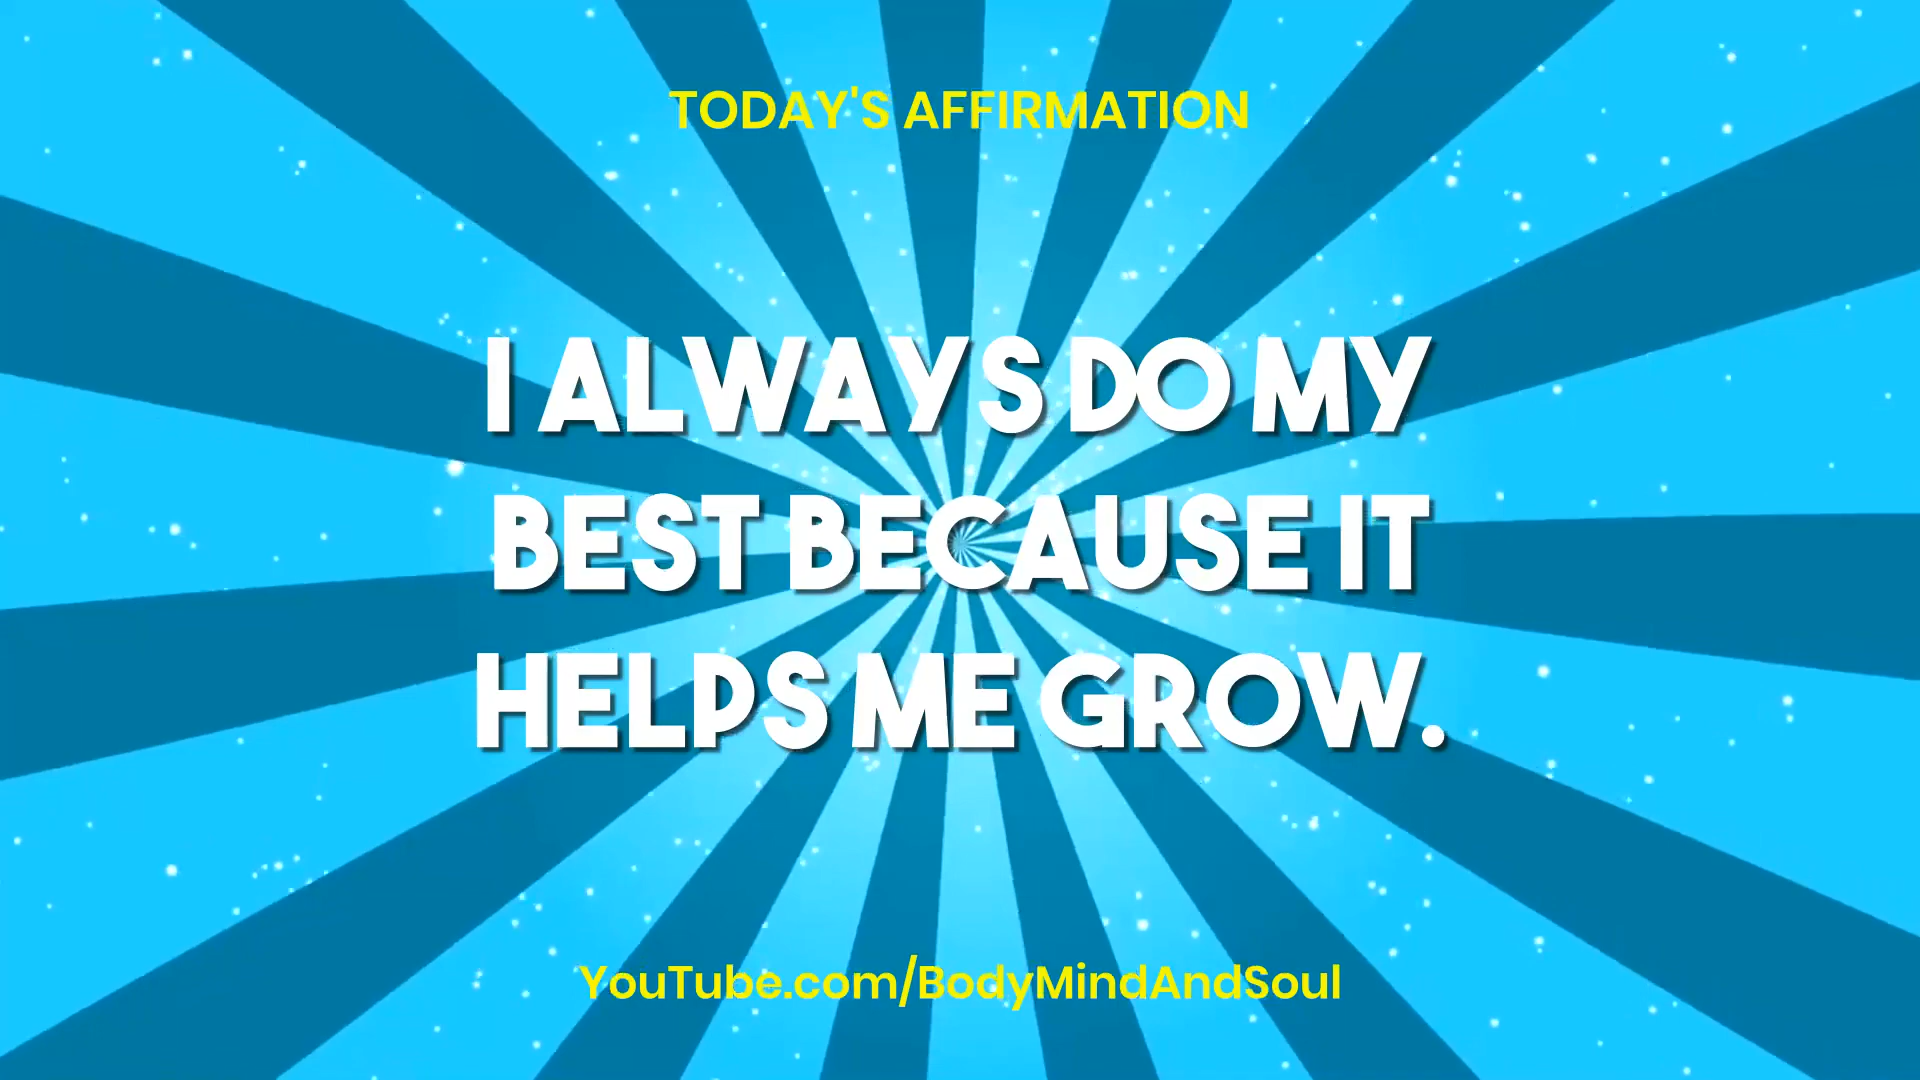 TODAY'S AFFIRMATION
I ALWAYS DO MY
BEST BECAUSE IT
HELPS ME GROW.
YouTube.com/BodyMindAndSoul